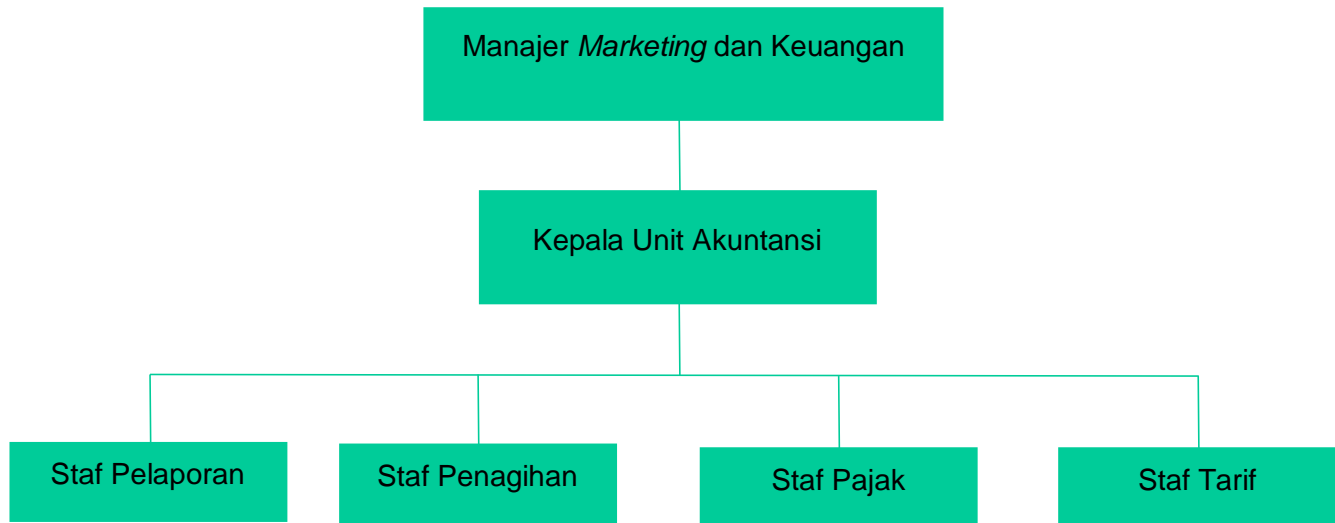 Manajer Marketing dan Keuangan
Kepala Unit Akuntansi
Staf Pelaporan
Staf Penagihan
Staf Pajak
Staf Tarif